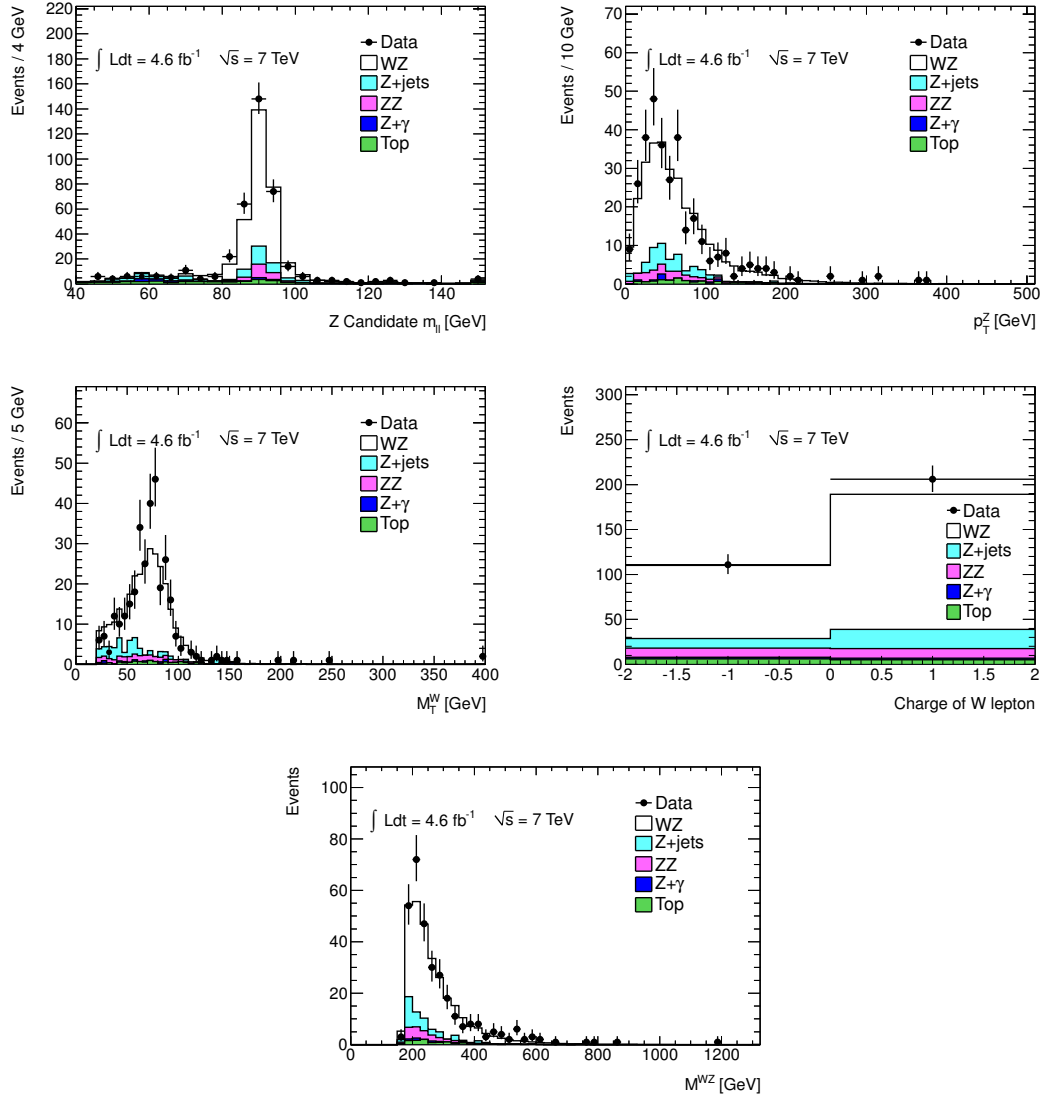 Events / 4 GeV
220
200
180
160
140
120
100
80
60
40
20
0
∫ Ldt = 4.6 fb⁻¹ √s = 7 TeV
Data
WZ
Z+jets
ZZ
Z+γ
Top
40 60 80 100 120 140
Z Candidate m_ll [GeV]
Events / 10 GeV
70
60
50
40
30
20
10
0
∫ Ldt = 4.6 fb⁻¹ √s = 7 TeV
Data
WZ
Z+jets
ZZ
Z+γ
Top
0 100 200 300 400 500
p_T^Z [GeV]
Events / 5 GeV
60
50
40
30
20
10
0
∫ Ldt = 4.6 fb⁻¹ √s = 7 TeV
Data
WZ
Z+jets
ZZ
Z+γ
Top
0 50 100 150 200 250 300 350 400
M_T^W [GeV]
Events
300
250
200
150
100
50
0
∫ Ldt = 4.6 fb⁻¹ √s = 7 TeV
Data
WZ
Z+jets
ZZ
Z+γ
Top
-2 -1.5 -1 -0.5 0 0.5 1 1.5 2
Charge of W lepton
Events
100
80
60
40
20
0
∫ Ldt = 4.6 fb⁻¹ √s = 7 TeV
Data
WZ
Z+jets
ZZ
Z+γ
Top
0 200 400 600 800 1000 1200
M^WZ [GeV]